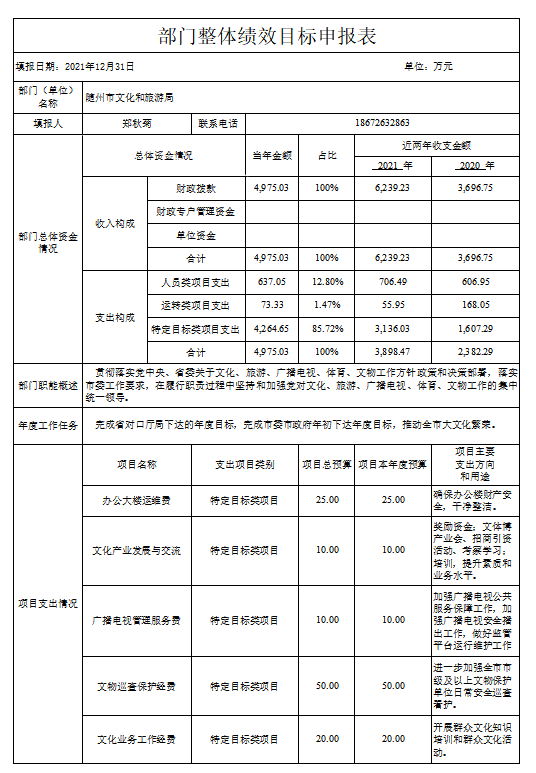 部门整体绩效目标申报表
填报日期：2021年12月31日 单位：万元
部门（单位）
名称
随州市文化和旅游局
填报人 郑秋菊 联系电话 18672632863
部门总体资金
情况
总体资金情况 当年金额 占比 近两年收支金额
2021 年 2020 年
收入构成
财政拨款 4,975.03 100% 6,239.23 3,696.75
财政专户管理资金
单位资金
合计 4,975.03 100% 6,239.23 3,696.75
支出构成
人员类项目支出 637.05 12.80% 706.49 606.95
运转类项目支出 73.33 1.47% 55.95 168.05
特定目标类项目支出 4,264.65 85.72% 3,136.03 1,607.29
合计 4,975.03 100% 3,898.47 2,382.29
部门职能概述
贯彻落实党中央、省委关于文化、旅游、广播电视、体育、文物工作方针政策和决策部署，落实
市委工作要求，在履行职责过程中坚持和加强党对文化、旅游、广播电视、体育、文物工作的集中
统一领导。
年度工作任务 完成省对口厅局下达的年度目标，完成市委市政府年初下达年度目标，推动全市大文化繁荣。
项目支出情况
项目名称 支出项目类别 项目总预算 项目本年度预算
项目主要
支出方向
和用途
办公大楼运维费 特定目标类项目 25.00 25.00
确保办公楼财产安
全，干净整洁。
文化产业发展与交流 特定目标类项目 10.00 10.00
奖励资金；文体博
产业会、招商引资
活动、考察学习；
培训，提升素质和
业务水平。
广播电视管理服务费 特定目标类项目 10.00 10.00
加强广播电视公共
服务保障工作，加
强广播电视安全播
出工作，做好监管
平台运行维护工作
文物巡查保护经费 特定目标类项目 50.00 50.00
进一步加强全市市
级及以上文物保护
单位日常安全巡查
看护。
文化业务工作经费 特定目标类项目 20.00 20.00
开展群众文化知识
培训和群众文化活
动。